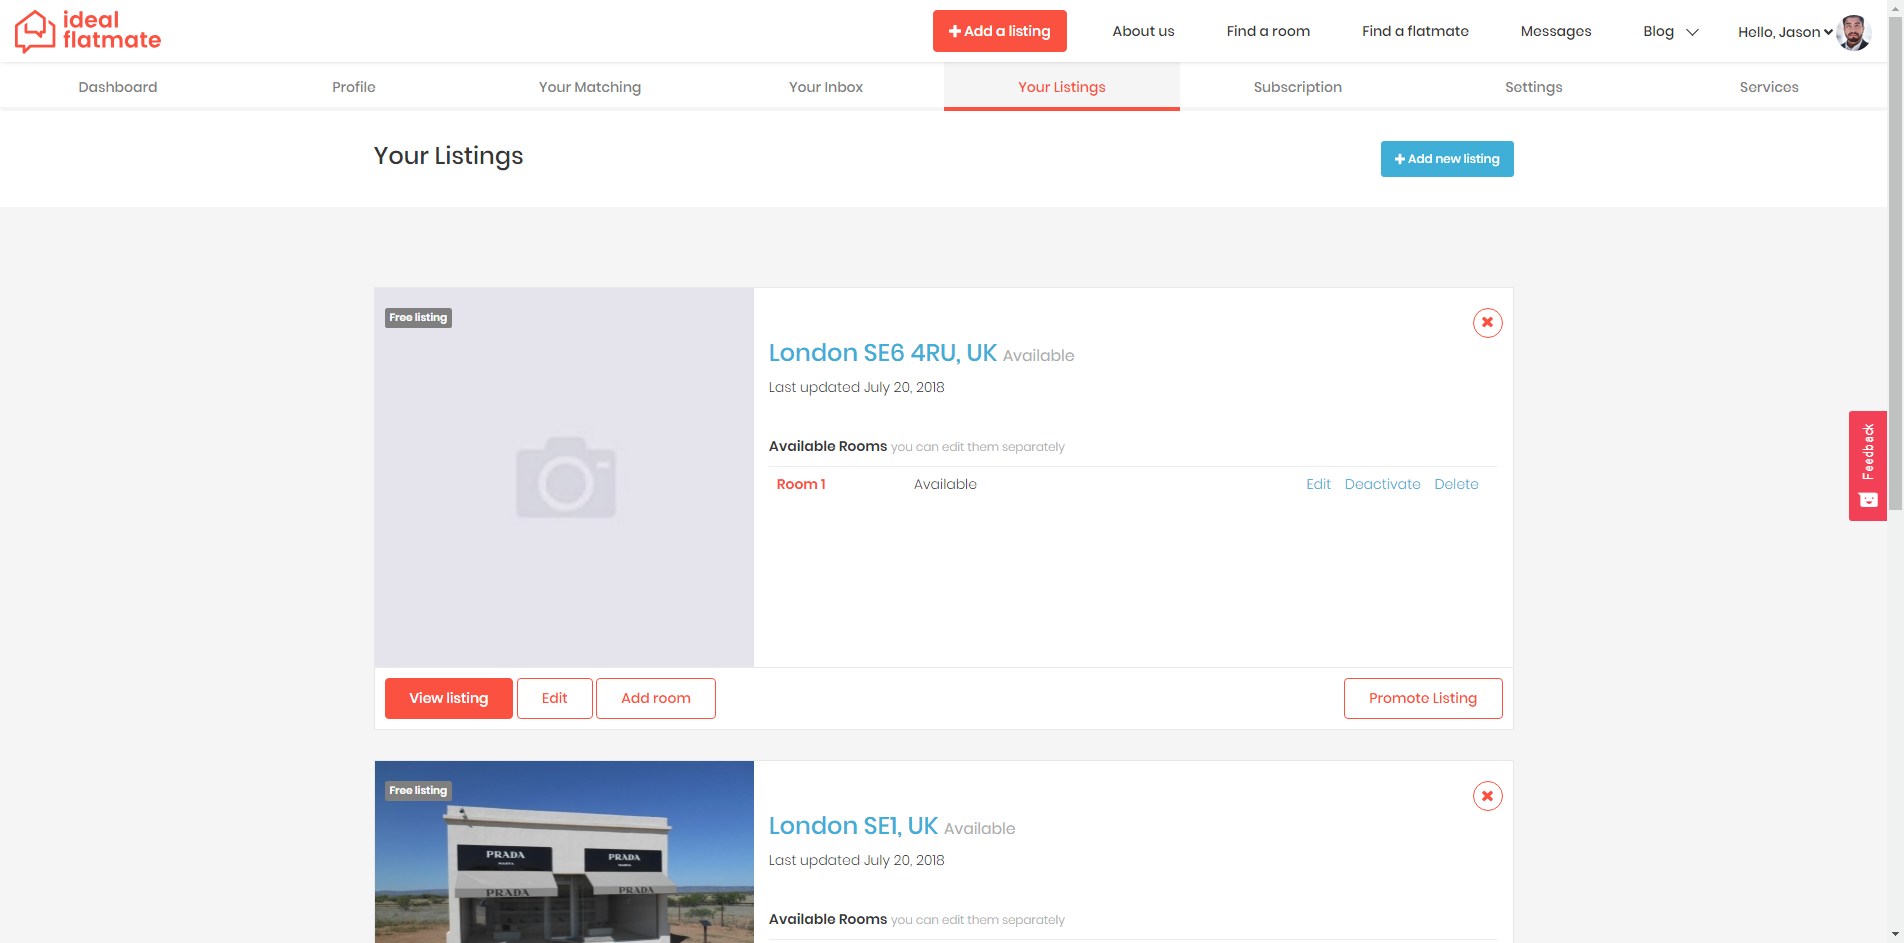 ideal
flatmate
Add a listing
About us
Find a room
Find a flatmate
Messages
Blog
Hello, Jason
Dashboard
Profile
Your Matching
Your Inbox
Your Listings
Subscription
Settings
Services
Your Listings
Add new listing
Free listing
London SE6 4RU, UK Available
Last updated July 20, 2018
Available Rooms you can edit them separately
Room 1
Available
Edit
Deactivate
Delete
Feedback
View listing
Edit
Add room
Promote Listing
Free listing
PRADA
MARFA
PRADA
MARFA
PRADA
PRADA
London SE1, UK Available
Last updated July 20, 2018
Available Rooms you can edit them separately